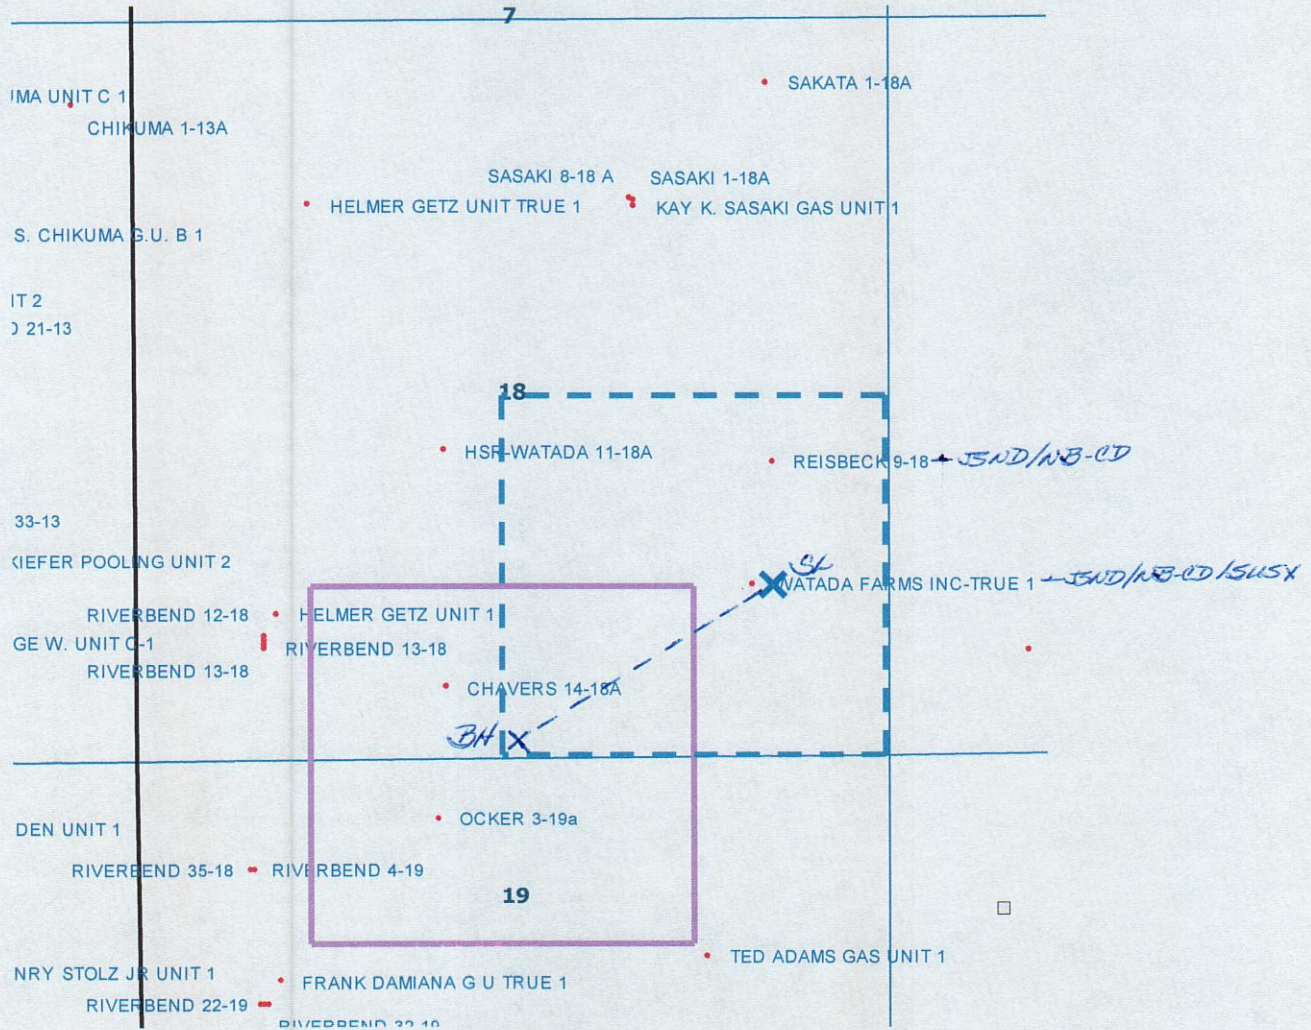 7
SAKATA 1-18A
IMA UNIT C 1
CHIKUMA 1-13A
SASAKI 8-18 A SASAKI 1-18A
HELMER GETZ UNIT TRUE 1 KAY K. SASAKI GAS UNIT 1
S. CHIKUMA G.U. B 1
IT 2
21-13
18
HSR-WATADA 11-18A REISBECK 9-18 JSND/NB-CD
33-13
KIEFER POOLING UNIT 2 SL
WATADA FARMS INC-TRUE 1 JSND/NB-CD/SUSX
RIVERBEND 12-18 HELMER GETZ UNIT 1
GE W. UNIT C-1 RIVERBEND 13-18
RIVERBEND 13-18
CHAVERS 14-18A
BH
OCKER 3-19a
DEN UNIT 1
RIVERBEND 35-18 RIVERBEND 4-19
19
TED ADAMS GAS UNIT 1
NRY STOLZ JR UNIT 1 FRANK DAMIANA G U TRUE 1
RIVERBEND 22-19
RIVERBEND 32-19